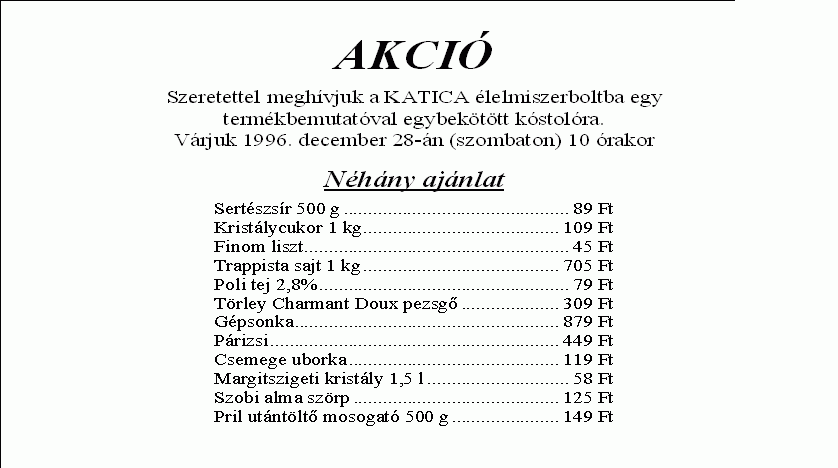 AKCIÓ
Szeretettel meghívjuk a KATICA élelmiszerboltba egy
termékbemutatóval egybekötött kóstolóra.
Várjuk 1996. december 28-án (szombaton) 10 órakor
Néhány ajánlat
Sertészsír 500 g ................................................ 89 Ft
Kristálycukor 1 kg.......................................... 109 Ft
Finom liszt......................................................... 45 Ft
Trappista sajt 1 kg.......................................... 705 Ft
Poli tej 2,8%...................................................... 79 Ft
Törley Charmant Doux pezsgő ..................... 309 Ft
Gépsonka........................................................ 879 Ft
Párizsi............................................................. 449 Ft
Csemege uborka............................................. 119 Ft
Margitszigeti kristály 1,5 l............................... 58 Ft
Szobi alma szörp ............................................ 125 Ft
Pril utántöltő mosogató 500 g ....................... 149 Ft